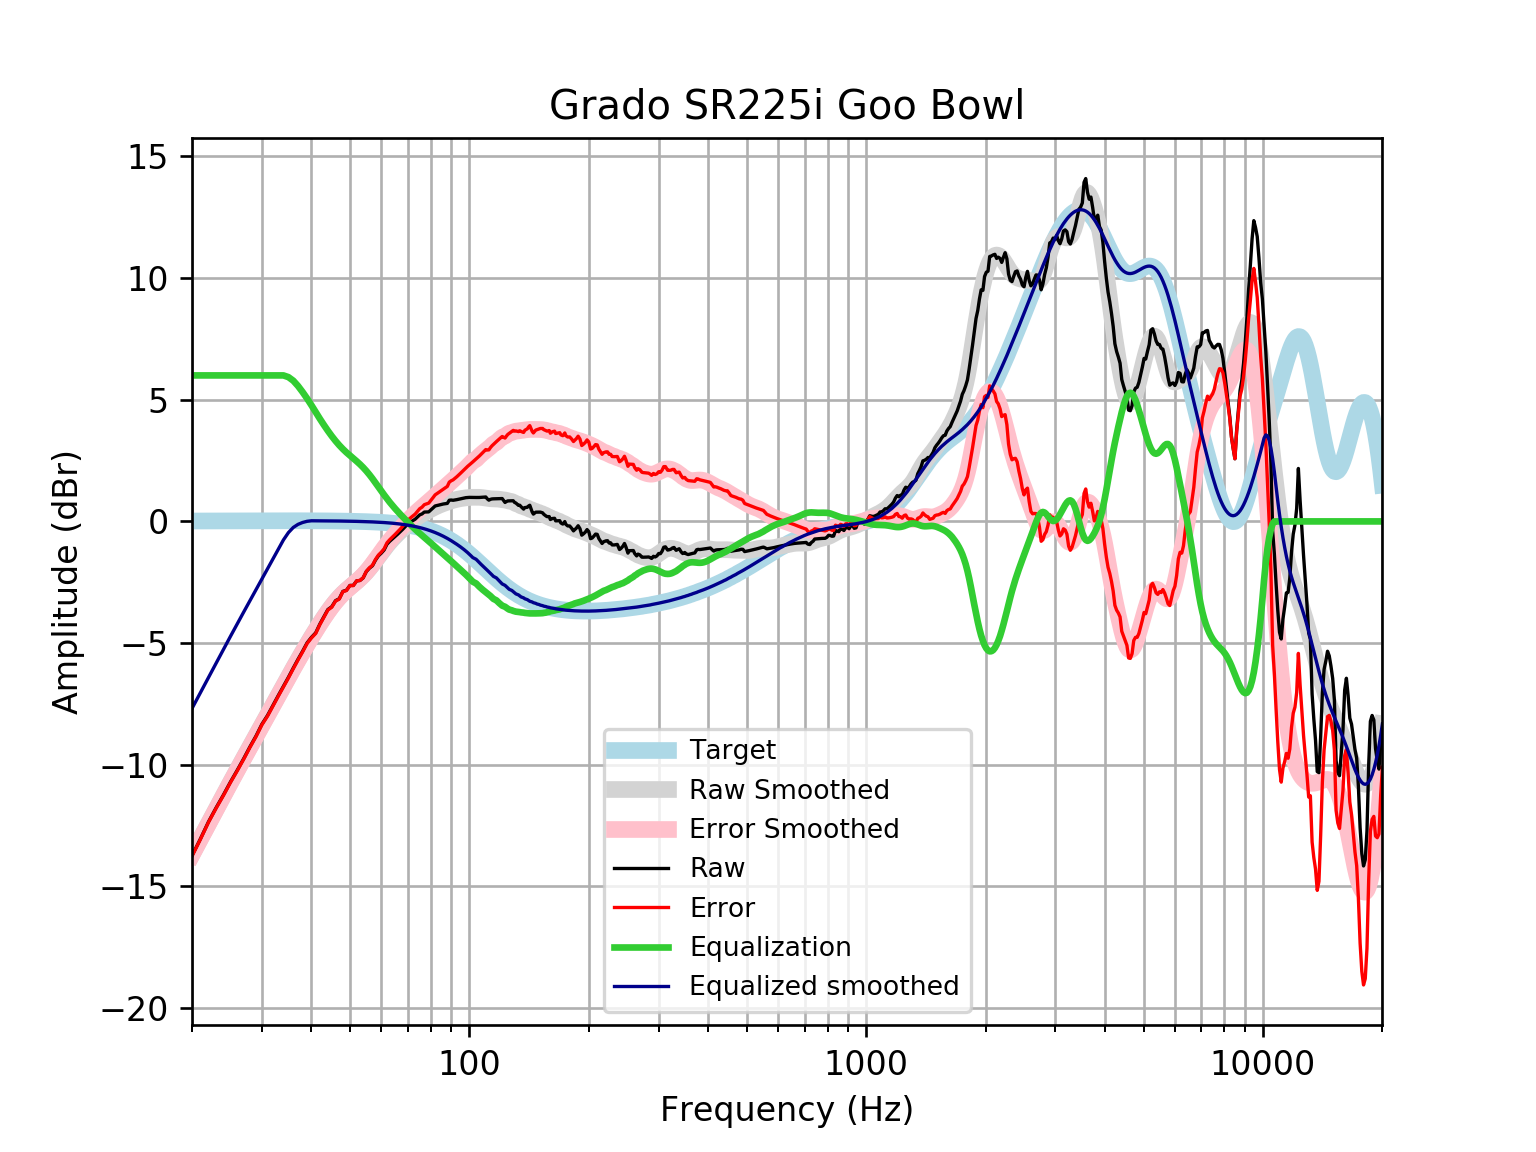 Grado SR225i Goo Bowl
15
10
5
0
−5
−10
−15
−20
Amplitude (dBr)
Target
Raw Smoothed
Error Smoothed
Raw
Error
Equalization
Equalized smoothed
100
1000
10000
Frequency (Hz)